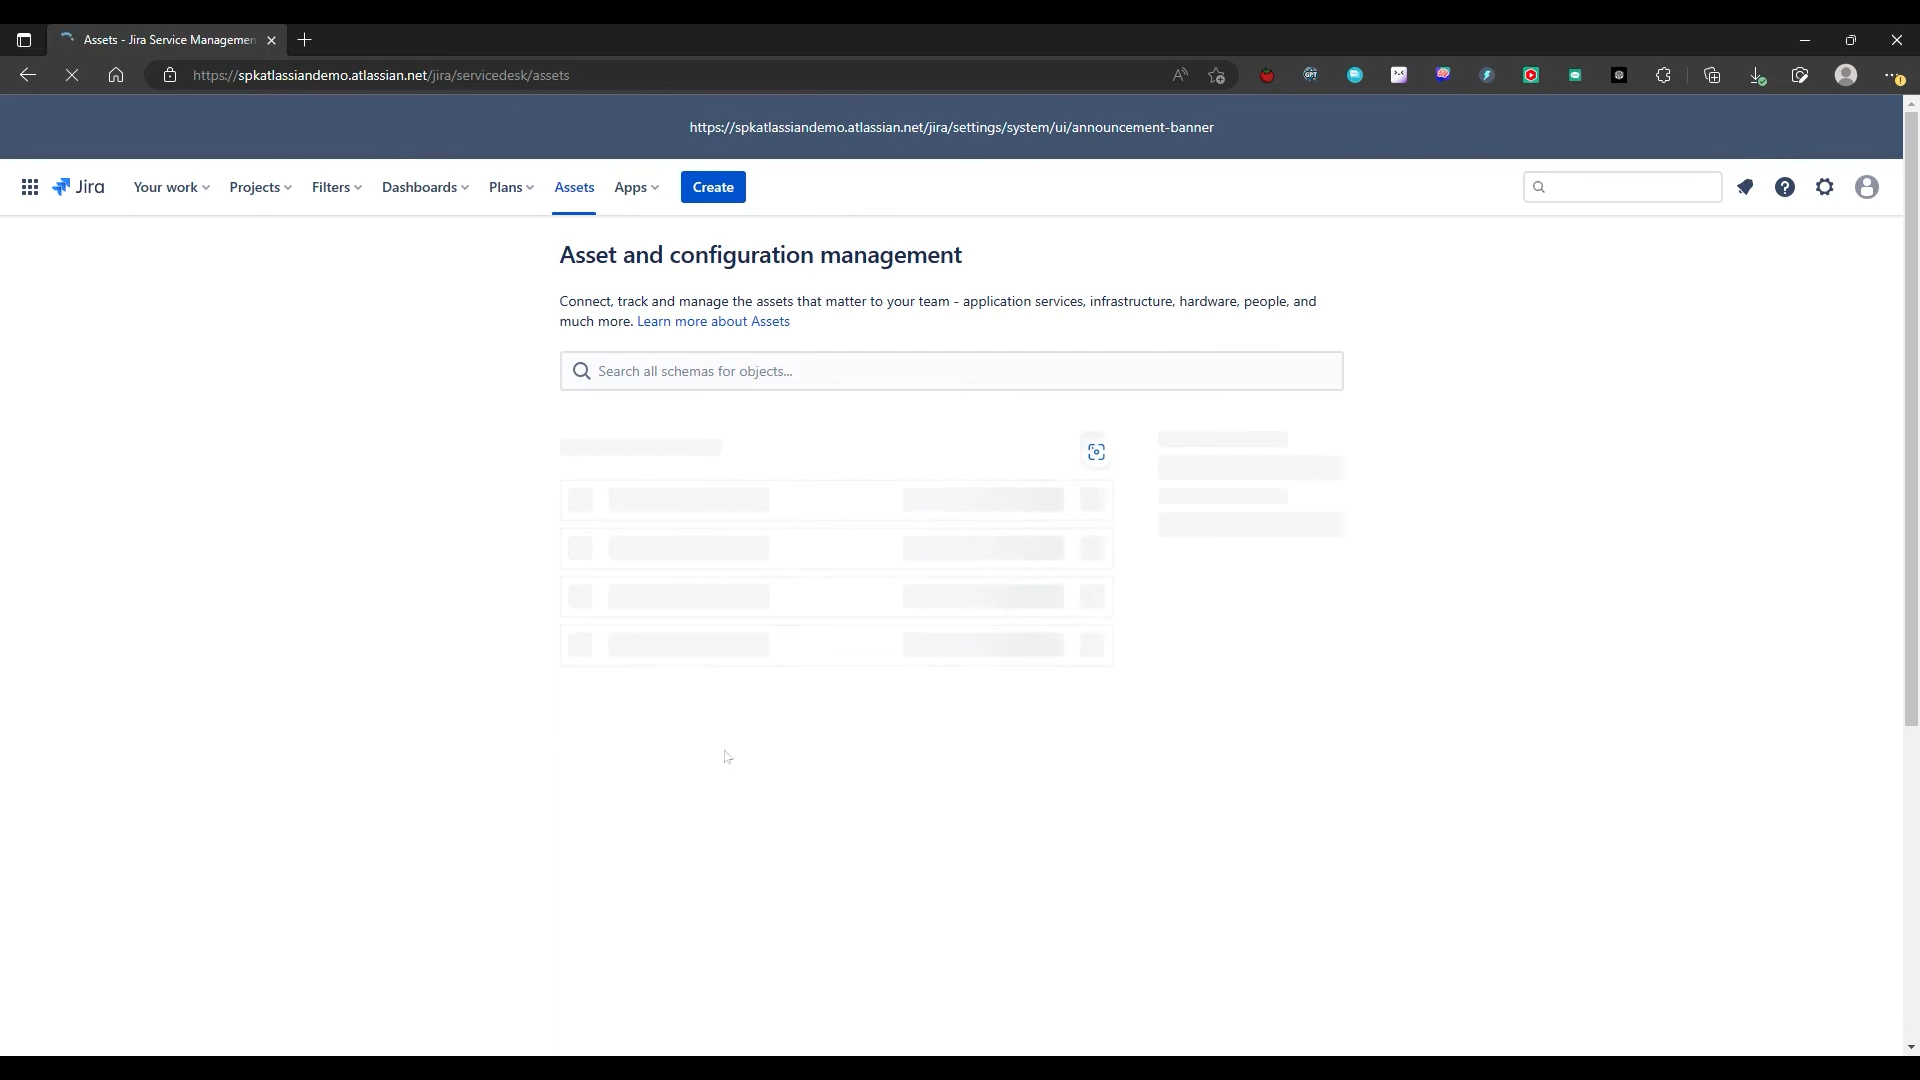 Assets - Jira Service Managemen
https://spkatlassiandemo.atlassian.net/jira/servicedesk/assets
GPT
https://spkatlassiandemo.atlassian.net/jira/settings/system/ui/announcement-banner
Jira Your work Projects Filters Dashboards Plans Assets Apps Create
Asset and configuration management
Connect, track and manage the assets that matter to your team - application services, infrastructure, hardware, people, and
much more. Learn more about Assets
Search all schemas for objects...